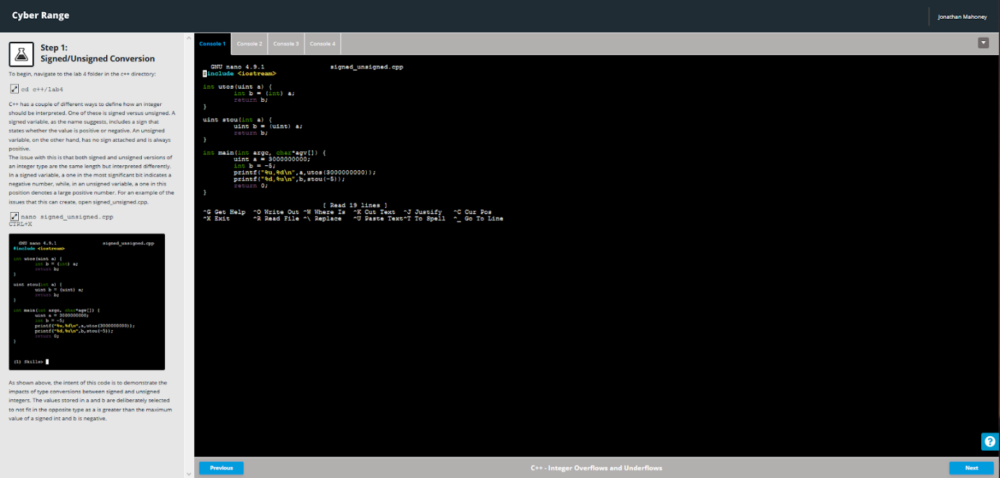 Cyber Range
Jonathan Mahoney
Step 1:
Signed/Unsigned Conversion
To begin, navigate to the lab 4 folder in the c++ directory:
cd c++/lab4
C++ has a couple of different ways to define how an integer
should be interpreted. One of these is signed versus unsigned. A
signed variable, as the name suggests, includes a sign that
states whether the value is positive or negative. An unsigned
variable, on the other hand, has no sign attached and is always
positive.
The issue with this is that both signed and unsigned versions of
an integer type are the same length but interpreted differently.
In a signed variable, a one in the most significant bit indicates a
negative number, while, in an unsigned variable, a one in this
position denotes a large positive number. For an example of the
issues that this can create, open signed_unsigned.cpp.
nano signed_unsigned.cpp
CTRL+X
GNU nano 4.9.1 signed_unsigned.cpp
#include <iostream>
int utos(uint a) {
int b = (int) a;
return b;
}
uint stou(int a) {
uint b = (uint) a;
return b;
}
int main(int argc, char*agv[]) {
uint a = 3000000000;
int b = -5;
printf("%u,%d\n",a,utos(3000000000));
printf("%d,%u\n",b,stou(-5));
return 0;
}
(1) Skills>
As shown above, the intent of this code is to demonstrate the
impacts of type conversions between signed and unsigned
integers. The values stored in a and b are deliberately selected
to not fit in the opposite type as a is greater than the maximum
value of a signed int and b is negative.
Console 1 Console 2 Console 3 Console 4
GNU nano 4.9.1 signed_unsigned.cpp
#include <iostream>
int utos(uint a) {
int b = (int) a;
return b;
}
uint stou(int a) {
uint b = (uint) a;
return b;
}
int main(int argc, char*agv[]) {
uint a = 3000000000;
int b = -5;
printf("%u,%d\n",a,utos(3000000000));
printf("%d,%u\n",b,stou(-5));
return 0;
}
[ Read 19 lines ]
^G Get Help ^O Write Out ^W Where Is ^K Cut Text ^J Justify ^C Cur Pos
^X Exit ^R Read File ^\ Replace ^U Paste Text^T To Spell ^_ Go To Line
?
Previous
C++ - Integer Overflows and Underflows
Next